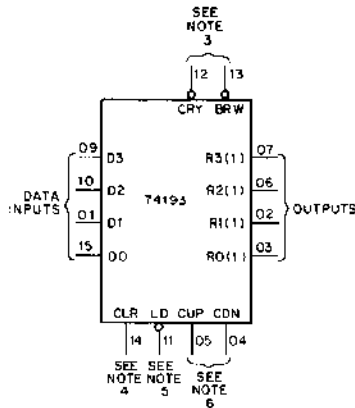 SEE
NOTE
3
12 13
CRY BRW
09 D3 R3(1) 07
10 D2 R2(1) 06
DATA
INPUTS
74193
OUTPUTS
01 D1 R1(1) 02
15 D0 R0(1) 03
CLR LD CUP CDN
14 11 05 04
SEE
NOTE
4
SEE
NOTE
5
SEE
NOTE
6